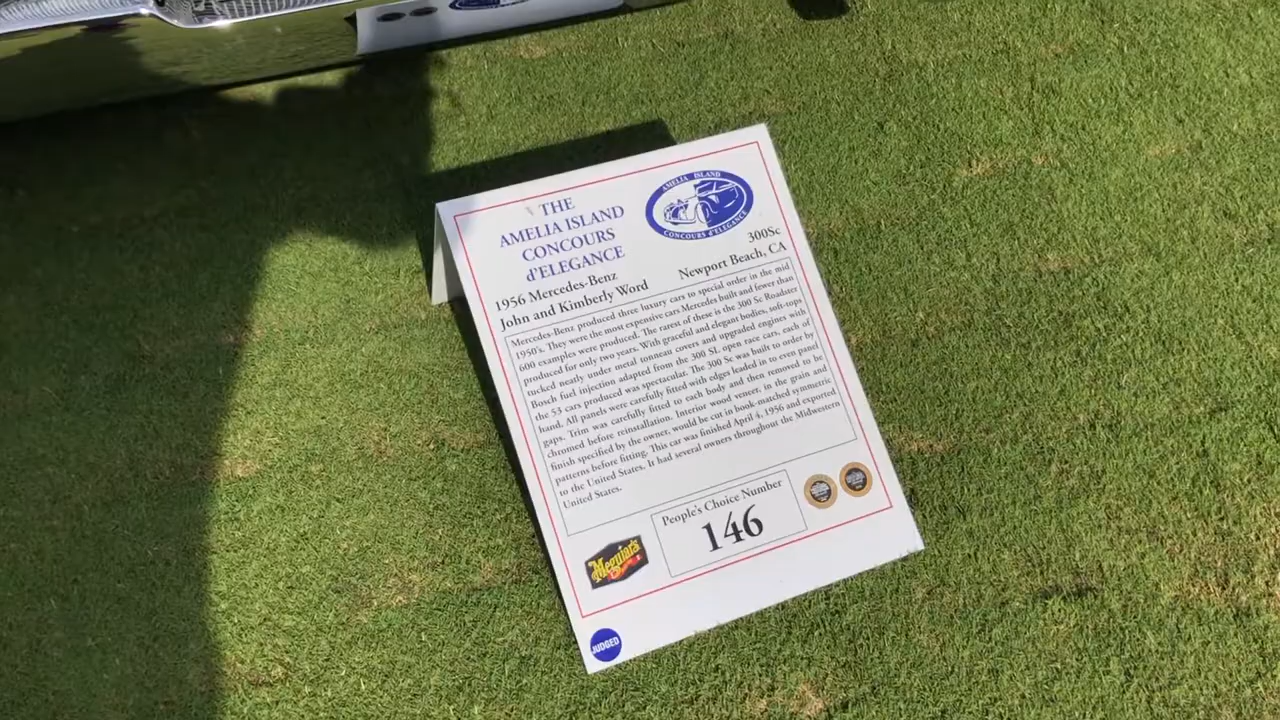 THE
AMELIA ISLAND
CONCOURS
d'ELEGANCE
AMELIA ISLAND
CONCOURS d'ELEGANCE
1956 Mercedes-Benz
300Sc
John and Kimberly Word
Newport Beach, CA
Mercedes-Benz produced three luxury cars to special order in the mid
1950's. They were the most expensive cars Mercedes built and fewer than
600 examples were produced. The rarest of these is the 300 Sc Roadster
produced for only two years. With graceful and elegant bodies, soft-tops
tucked neatly under metal tonneau covers and upgraded engines with
Bosch fuel injection adapted from the 300 SL open race cars, each of
the 53 cars produced was spectacular. The 300 Sc was built to order by
hand. All panels were carefully fitted with edges leaded in to even panel
gaps. Trim was carefully fitted to each body and then removed to be
chromed before reinstallation. Interior wood veneer, in the grain and
finish specified by the owner, would be cut in book-matched symmetric
patterns before fitting. This car was finished April 4, 1956 and exported
to the United States. It had several owners throughout the Midwestern
United States.
People's Choice Number
146
Meguiar's
JUDGED